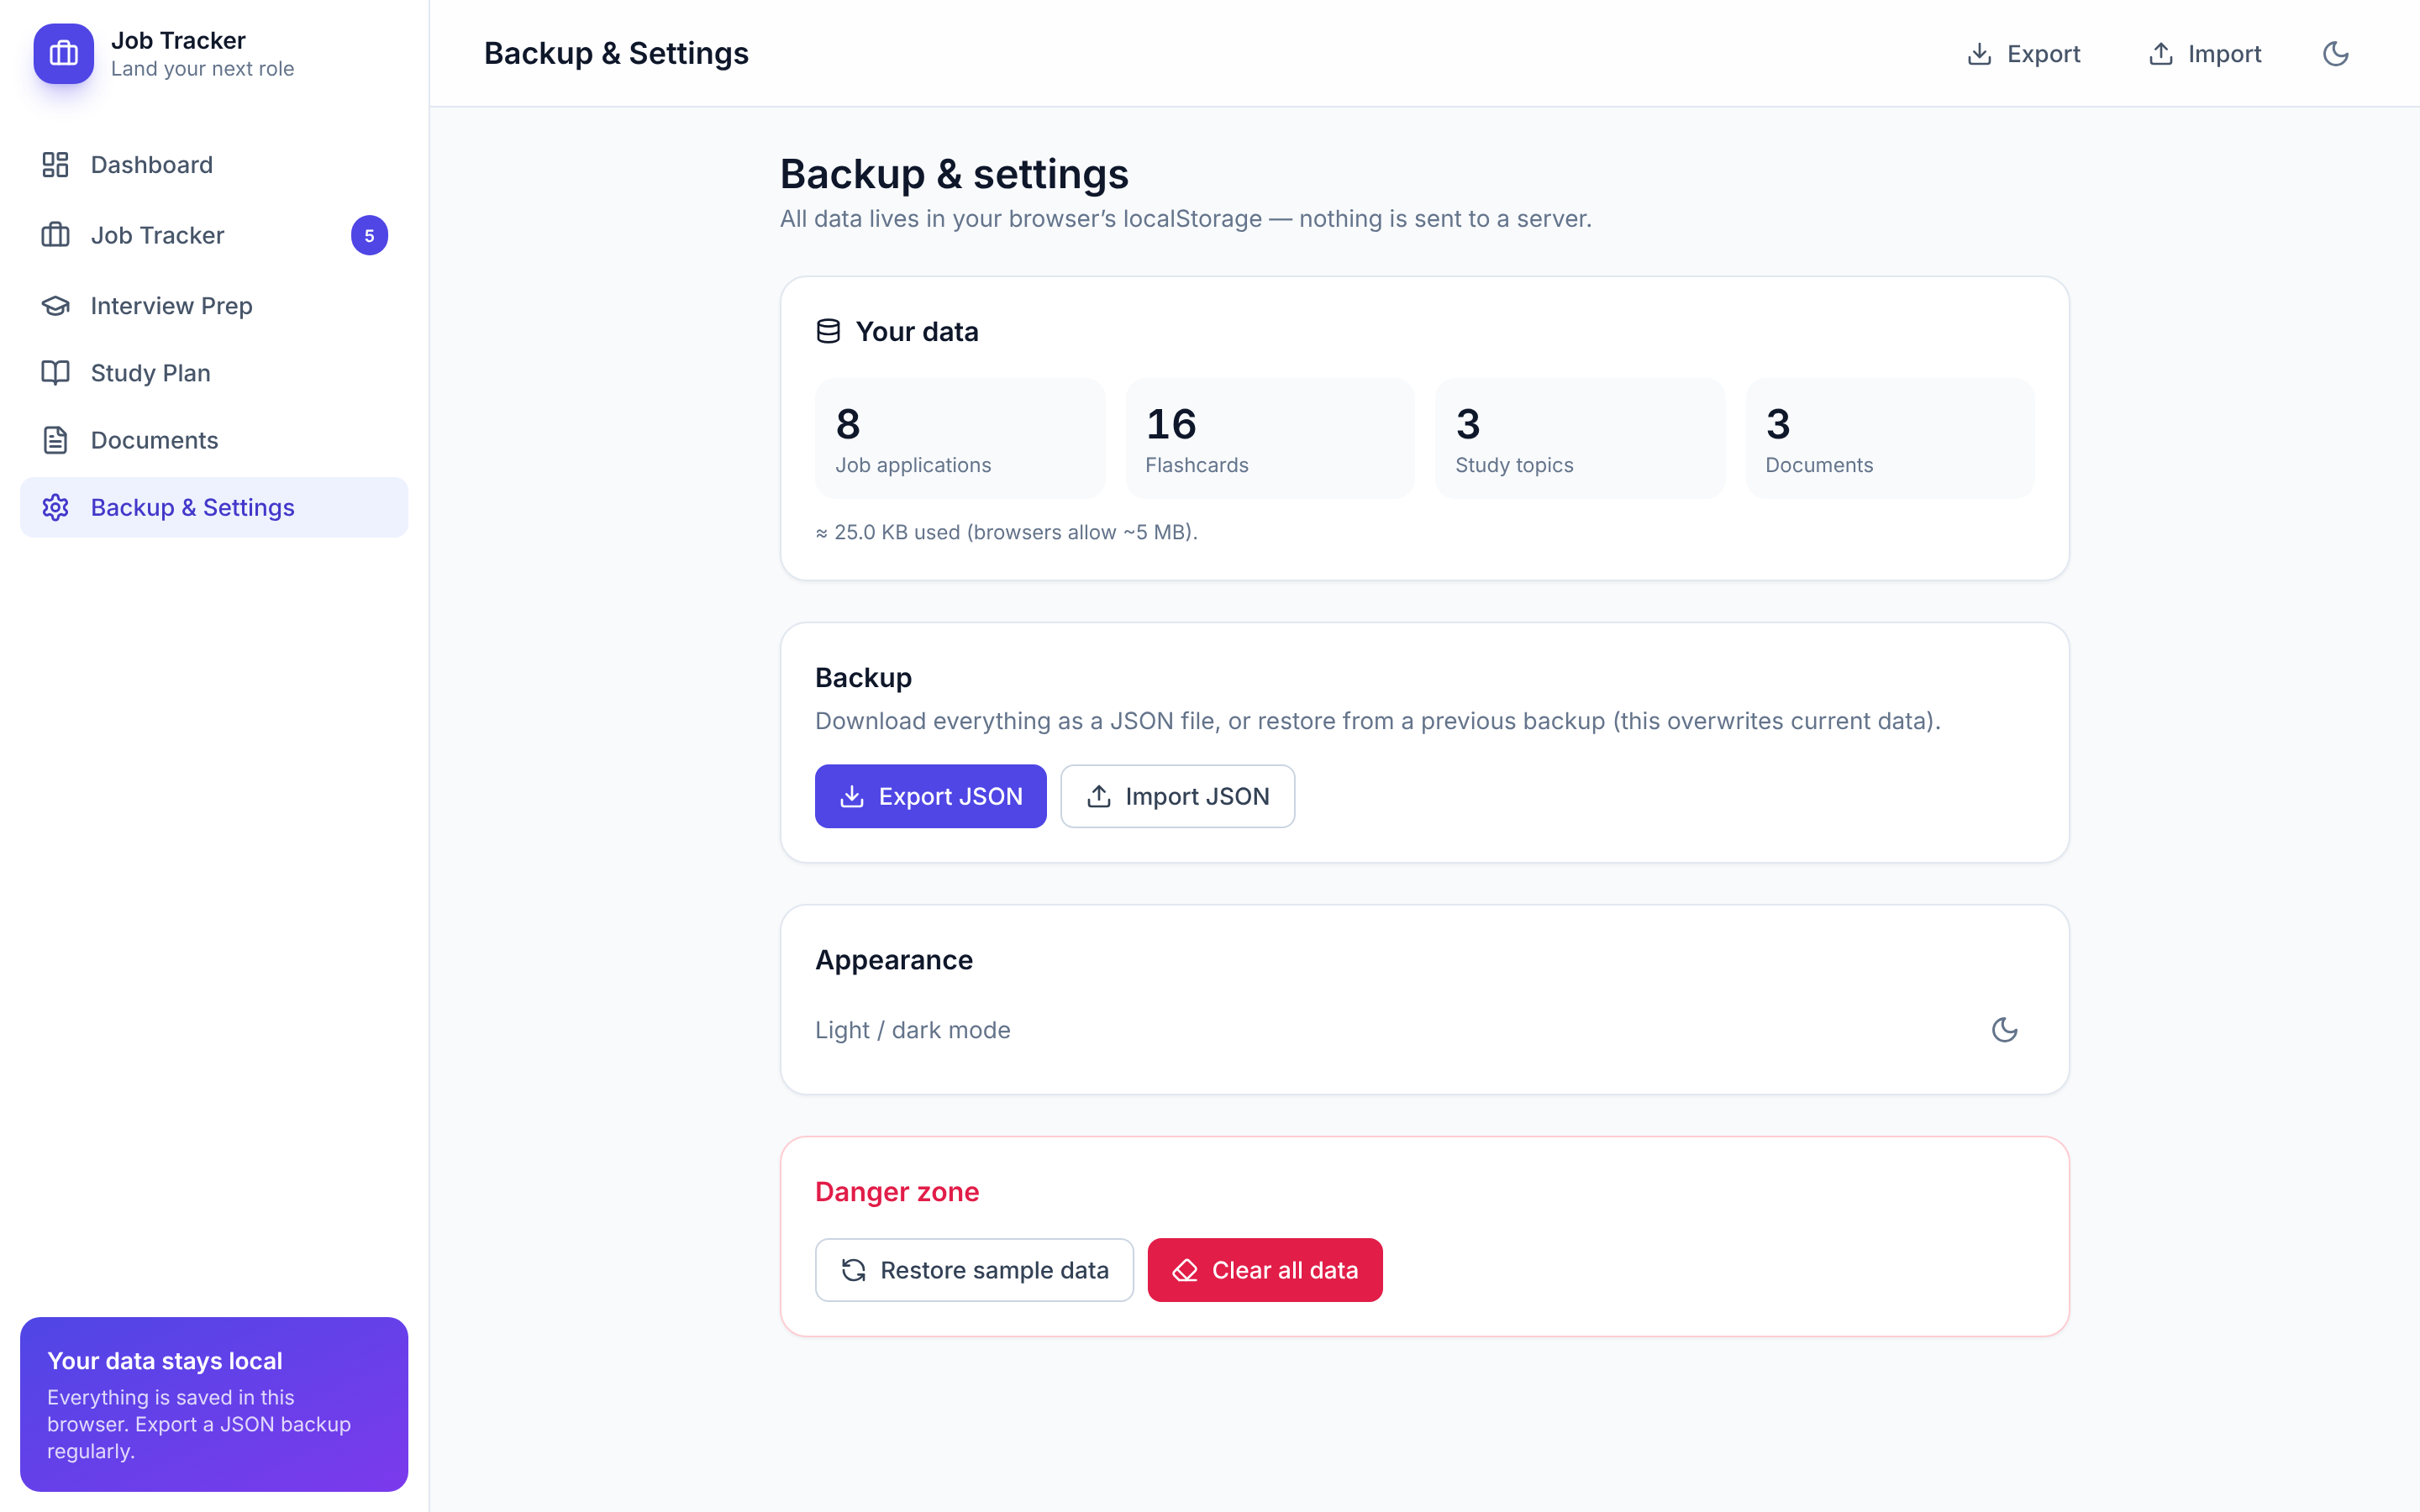 Job Tracker
Land your next role
Dashboard
Job Tracker
5
Interview Prep
Study Plan
Documents
Backup & Settings
Your data stays local
Everything is saved in this
browser. Export a JSON backup
regularly.
Backup & Settings
Export
Import
Backup & settings
All data lives in your browser’s localStorage — nothing is sent to a server.
Your data
8
Job applications
16
Flashcards
3
Study topics
3
Documents
≈ 25.0 KB used (browsers allow ~5 MB).
Backup
Download everything as a JSON file, or restore from a previous backup (this overwrites current data).
Export JSON
Import JSON
Appearance
Light / dark mode
Danger zone
Restore sample data
Clear all data